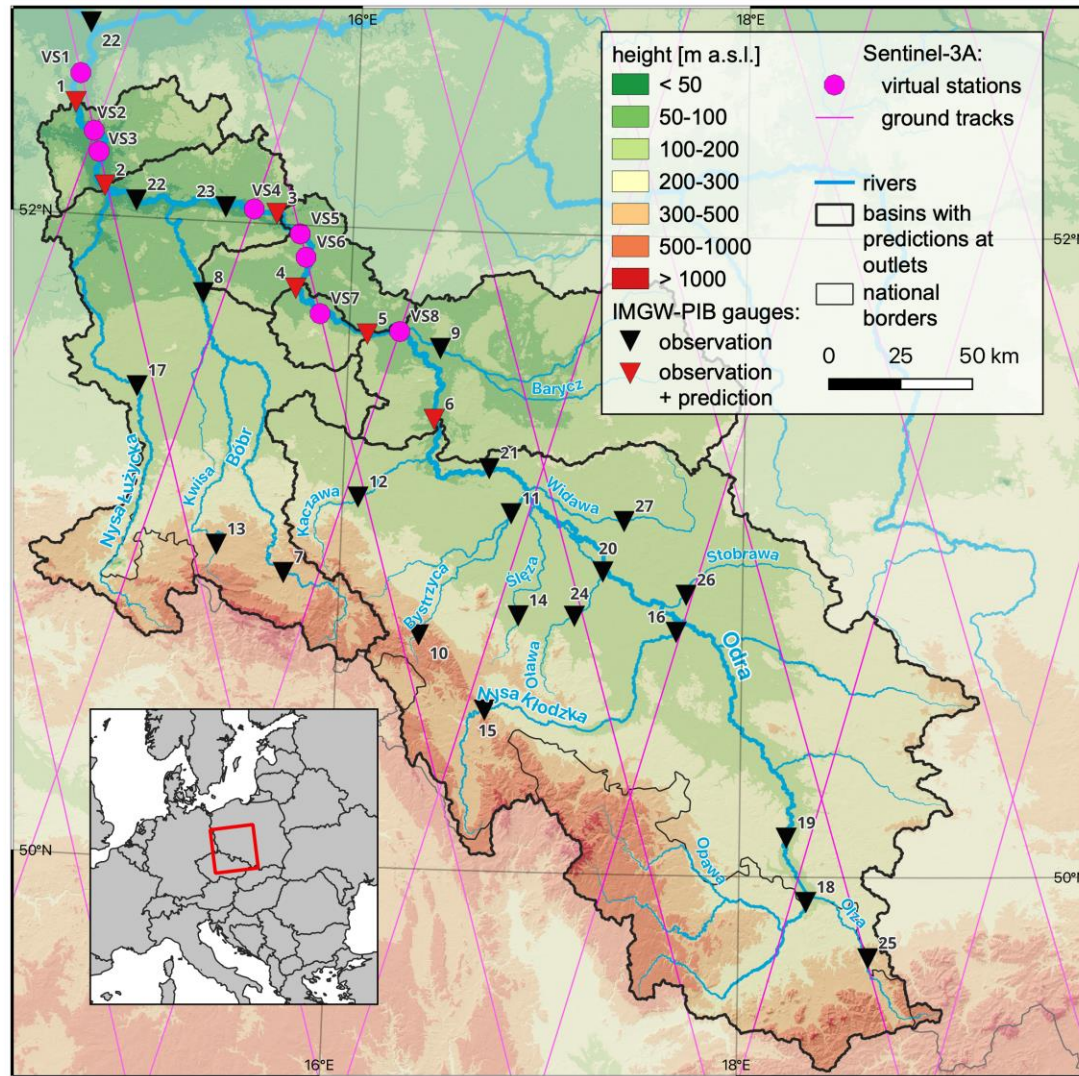 16°E
18°E
22
VS1
1
VS2
VS3
2
22
23
VS4
3
VS5
VS6
52°N
52°N
4
8
VS7
5
VS8
9
Barycz
17
6
21
Nysa Łużycka
Kwisa
Bóbr
Kaczawa
12
11
Widawa
27
13
7
20
Stobrawa
Bystrzyca
Ślęza
14
24
26
16
10
Oława
Odra
Nysa Kłodzka
15
19
50°N
50°N
Opawa
18
Olza
25
16°E
18°E
height [m a.s.l.]
< 50
50-100
100-200
200-300
300-500
500-1000
> 1000
IMGW-PIB gauges:
observation
observation
+ prediction
Sentinel-3A:
virtual stations
ground tracks
rivers
basins with
predictions at
outlets
national
borders
0 25 50 km